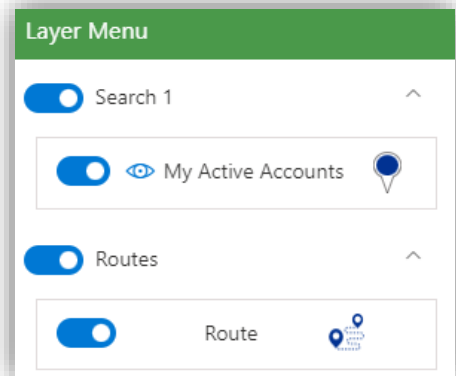 Layer Menu
Search 1
My Active Accounts
Routes
Route